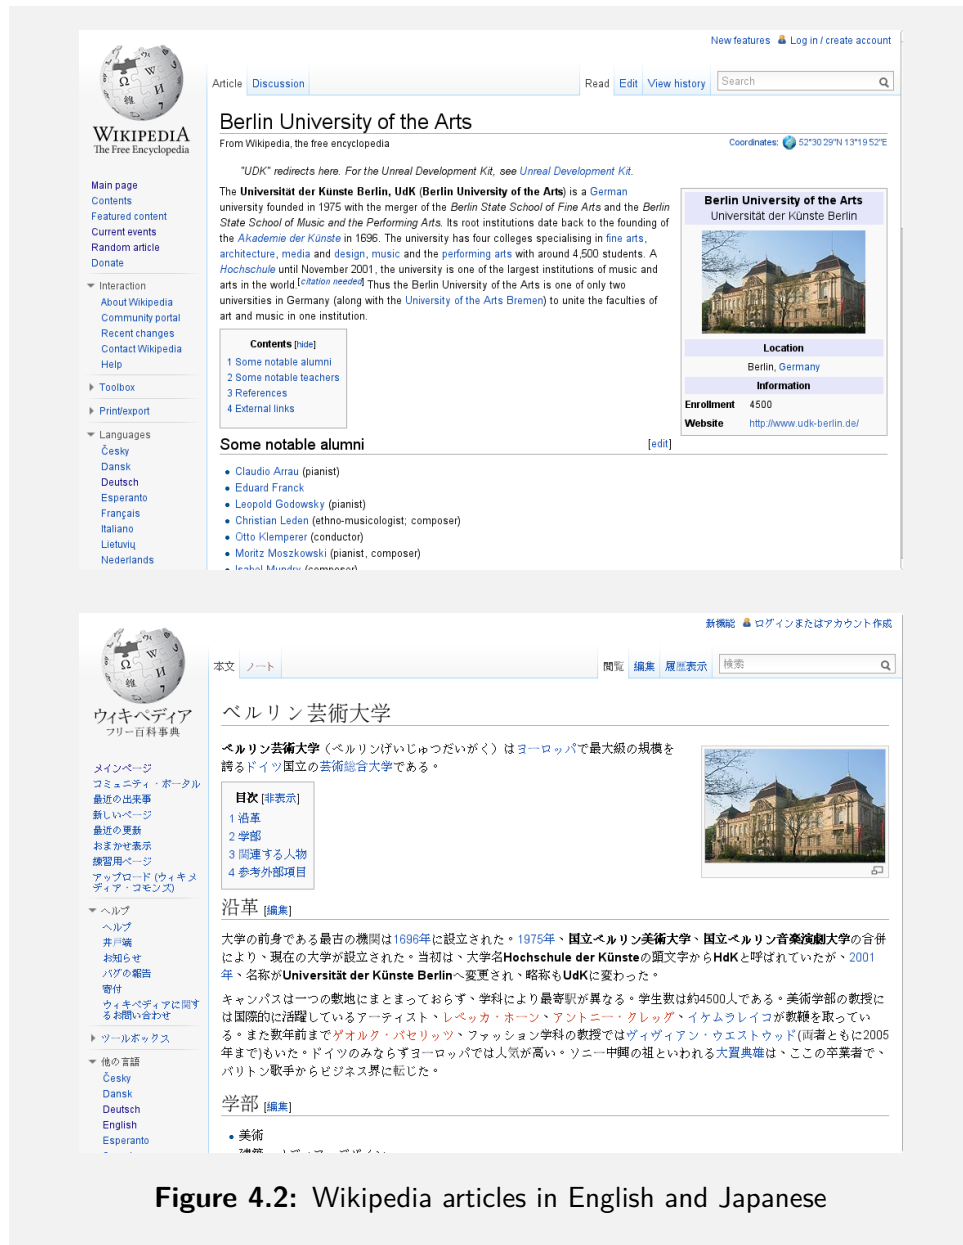 New features Log in / create account
Article Discussion Read Edit View history Search
WIKIPEDIA
The Free Encyclopedia
Main page
Contents
Featured content
Current events
Random article
Donate
Interaction
About Wikipedia
Community portal
Recent changes
Contact Wikipedia
Help
Toolbox
Print/export
Languages
Česky
Dansk
Deutsch
Esperanto
Français
Italiano
Lietuvių
Nederlands
Berlin University of the Arts
From Wikipedia, the free encyclopedia
Coordinates: 52°30′29″N 13°19′52″E
"UDK" redirects here. For the Unreal Development Kit, see Unreal Development Kit.
The Universität der Künste Berlin, UdK (Berlin University of the Arts) is a German
university founded in 1975 with the merger of the Berlin State School of Fine Arts and the Berlin
State School of Music and the Performing Arts. Its root institutions date back to the founding of
the Akademie der Künste in 1696. The university has four colleges specialising in fine arts,
architecture, media and design, music and the performing arts with around 4,500 students. A
Hochschule until November 2001, the university is one of the largest institutions of music and
arts in the world.[citation needed] Thus the Berlin University of the Arts is one of only two
universities in Germany (along with the University of the Arts Bremen) to unite the faculties of
art and music in one institution.
Berlin University of the Arts
Universität der Künste Berlin
Location
Berlin, Germany
Information
Enrollment 4500
Website http://www.udk-berlin.de/
Contents [hide]
1 Some notable alumni
2 Some notable teachers
3 References
4 External links
Some notable alumni [edit]
Claudio Arrau (pianist)
Eduard Franck
Leopold Godowsky (pianist)
Christian Leden (ethno-musicologist; composer)
Otto Klemperer (conductor)
Moritz Moszkowski (pianist, composer)
Isabel Mundry (composer)
新機能 ログインまたはアカウント作成
本文 ノート 閲覧 編集 履歴表示 検索
ウィキペディア
フリー百科事典
メインページ
コミュニティ・ポータル
最近の出来事
新しいページ
最近の更新
おまかせ表示
練習用ページ
アップロード (ウィキメ
ディア・コモンズ)
ヘルプ
ヘルプ
井戸端
お知らせ
バグの報告
寄付
ウィキペディアに関す
るお問い合わせ
ツールボックス
他の言語
Česky
Dansk
Deutsch
English
Esperanto
ベルリン芸術大学
ベルリン芸術大学（ベルリンげいじゅつだいがく）はヨーロッパで最大級の規模を
誇るドイツ国立の芸術総合大学である。
目次 [非表示]
1 沿革
2 学部
3 関連する人物
4 参考外部項目
沿革 [編集]
大学の前身である最古の機関は1696年に設立された。1975年、国立ベルリン美術大学、国立ベルリン音楽演劇大学の合併
により、現在の大学が設立された。当初は、大学名Hochschule der Künsteの頭文字からHdKと呼ばれていたが、2001
年、名称がUniversität der Künste Berlinへ変更され、略称もUdKに変わった。
キャンパスは一つの敷地にまとまっておらず、学科により最寄駅が異なる。学生数は約4500人である。美術学部の教授に
は国際的に活躍しているアーティスト、レベッカ・ホーン、アントニー・クレッグ、イケムラレイコが教鞭を取ってい
る。また数年前までゲオルク・バゼリッツ、ファッション学科の教授ではヴィヴィアン・ウエストウッド(両者ともに2005
年まで)もいた。ドイツのみならずヨーロッパでは人気が高い。ソニー中興の祖といわれる大賀典雄は、ここの卒業者で、
バリトン歌手からビジネス界に転じた。
学部 [編集]
美術
Figure 4.2: Wikipedia articles in English and Japanese